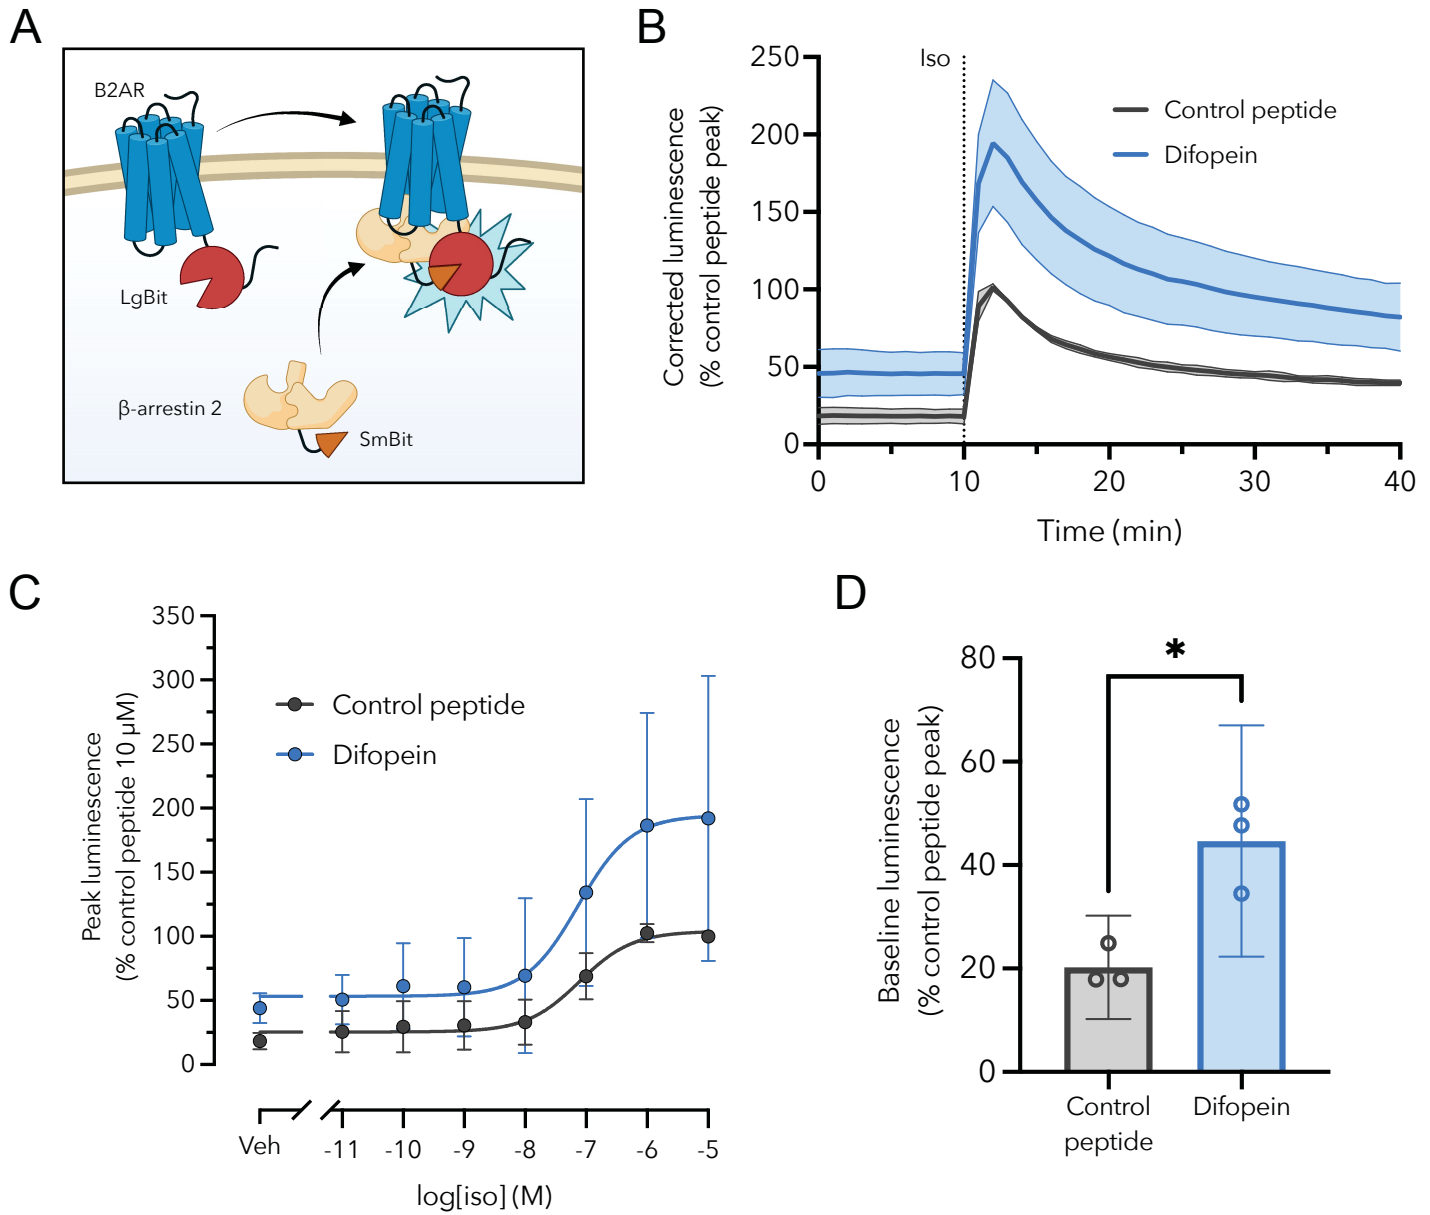 A
B2AR
LgBit
β-arrestin 2
SmBit
B
Corrected luminescence
(% control peptide peak)
250
200
150
100
50
0
Iso
Control peptide
Difopein
0
10
20
30
40
Time (min)
C
Peak luminescence
(% control peptide 10 µM)
350
300
250
200
150
100
50
0
Control peptide
Difopein
Veh
-11
-10
-9
-8
-7
-6
-5
log[iso] (M)
D
Baseline luminescence
(% control peptide peak)
80
60
40
20
0
*
Control
peptide
Difopein